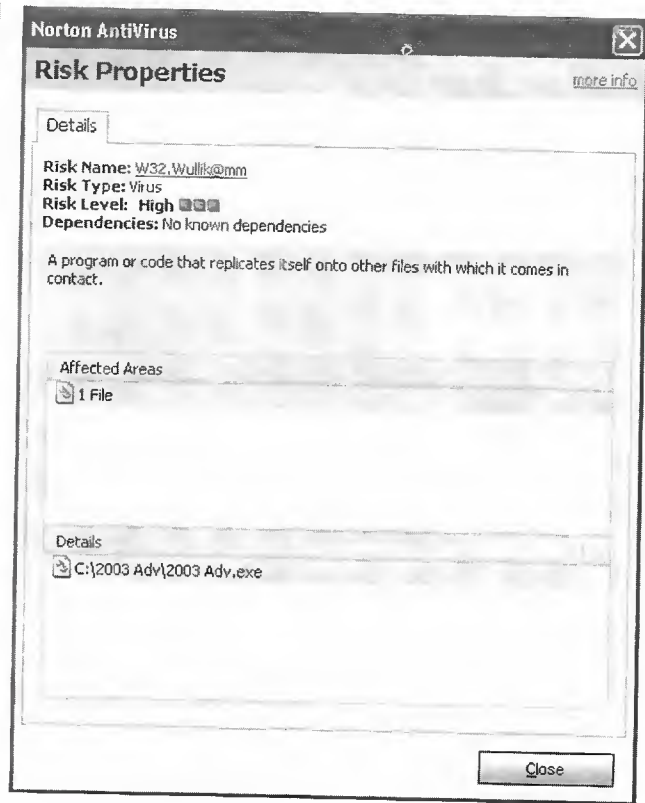 Norton AntiVirus
Risk Properties
more info
Details
Risk Name: W32.Wullik@mm
Risk Type: Virus
Risk Level: High
Dependencies: No known dependencies
A program or code that replicates itself onto other files with which it comes in
contact.
Affected Areas
1 File
Details
C:\2003 Adv\2003 Adv.exe
Close